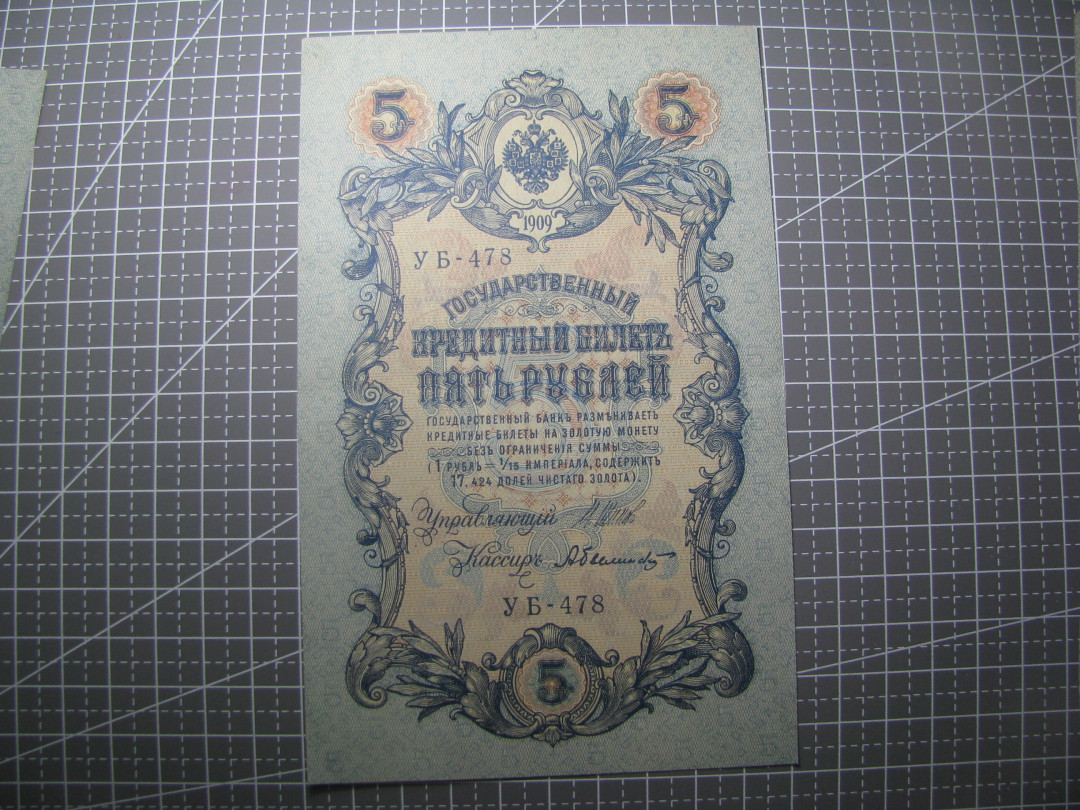 5 5
1909
УБ-478
ГОСУДАРСТВЕННЫЙ
КРЕДИТНЫЙ БИЛЕТЪ
ПЯТЬ РУБЛЕЙ
ГОСУДАРСТВЕННЫЙ БАНКЪ РАЗМѢНИВАЕТЪ
КРЕДИТНЫЕ БИЛЕТЫ НА ЗОЛОТУЮ МОНЕТУ
БЕЗЪ ОГРАНИЧЕНІЯ СУММЫ
(1 РУБЛЬ = 1/15 ИМПЕРІАЛА, СОДЕРЖИТЪ
17,424 ДОЛЕЙ ЧИСТАГО ЗОЛОТА).
Управляющій
Кассиръ
УБ-478
5